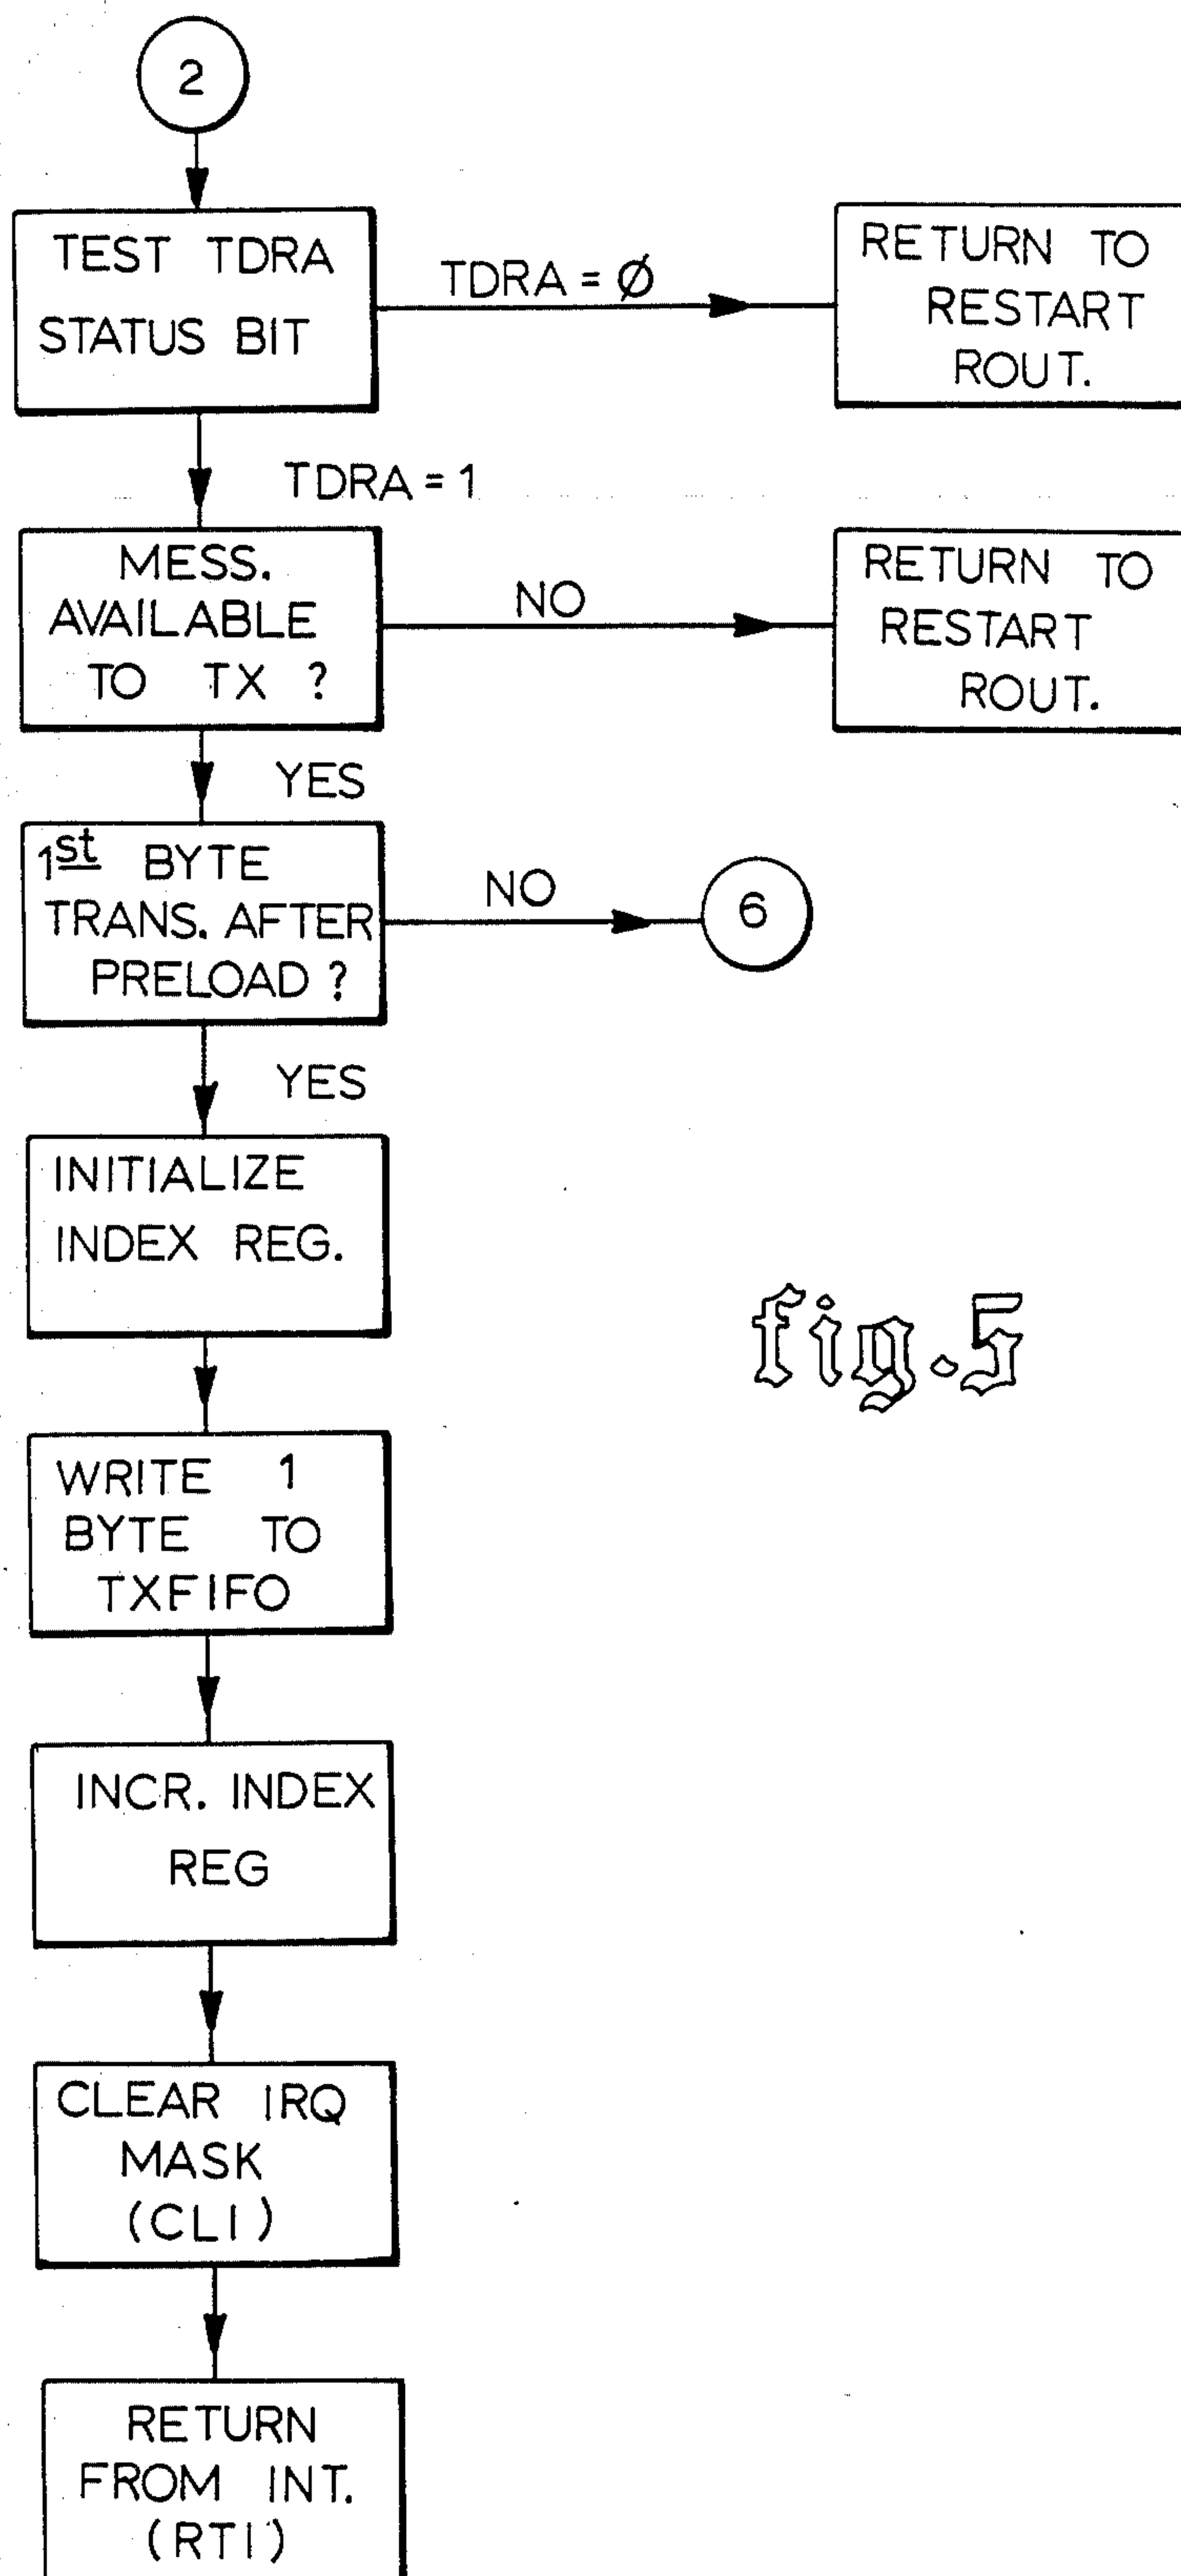 2
TEST TDRA
STATUS BIT
TDRA = Ø
RETURN TO
RESTART
ROUT.
TDRA = 1
MESS.
AVAILABLE
TO TX ?
NO
RETURN TO
RESTART
ROUT.
YES
1st BYTE
TRANS. AFTER
PRELOAD ?
NO
6
YES
INITIALIZE
INDEX REG.
fig.5
WRITE 1
BYTE TO
TXFIFO
INCR. INDEX
REG
CLEAR IRQ
MASK
(CLI)
RETURN
FROM INT.
(RTI)